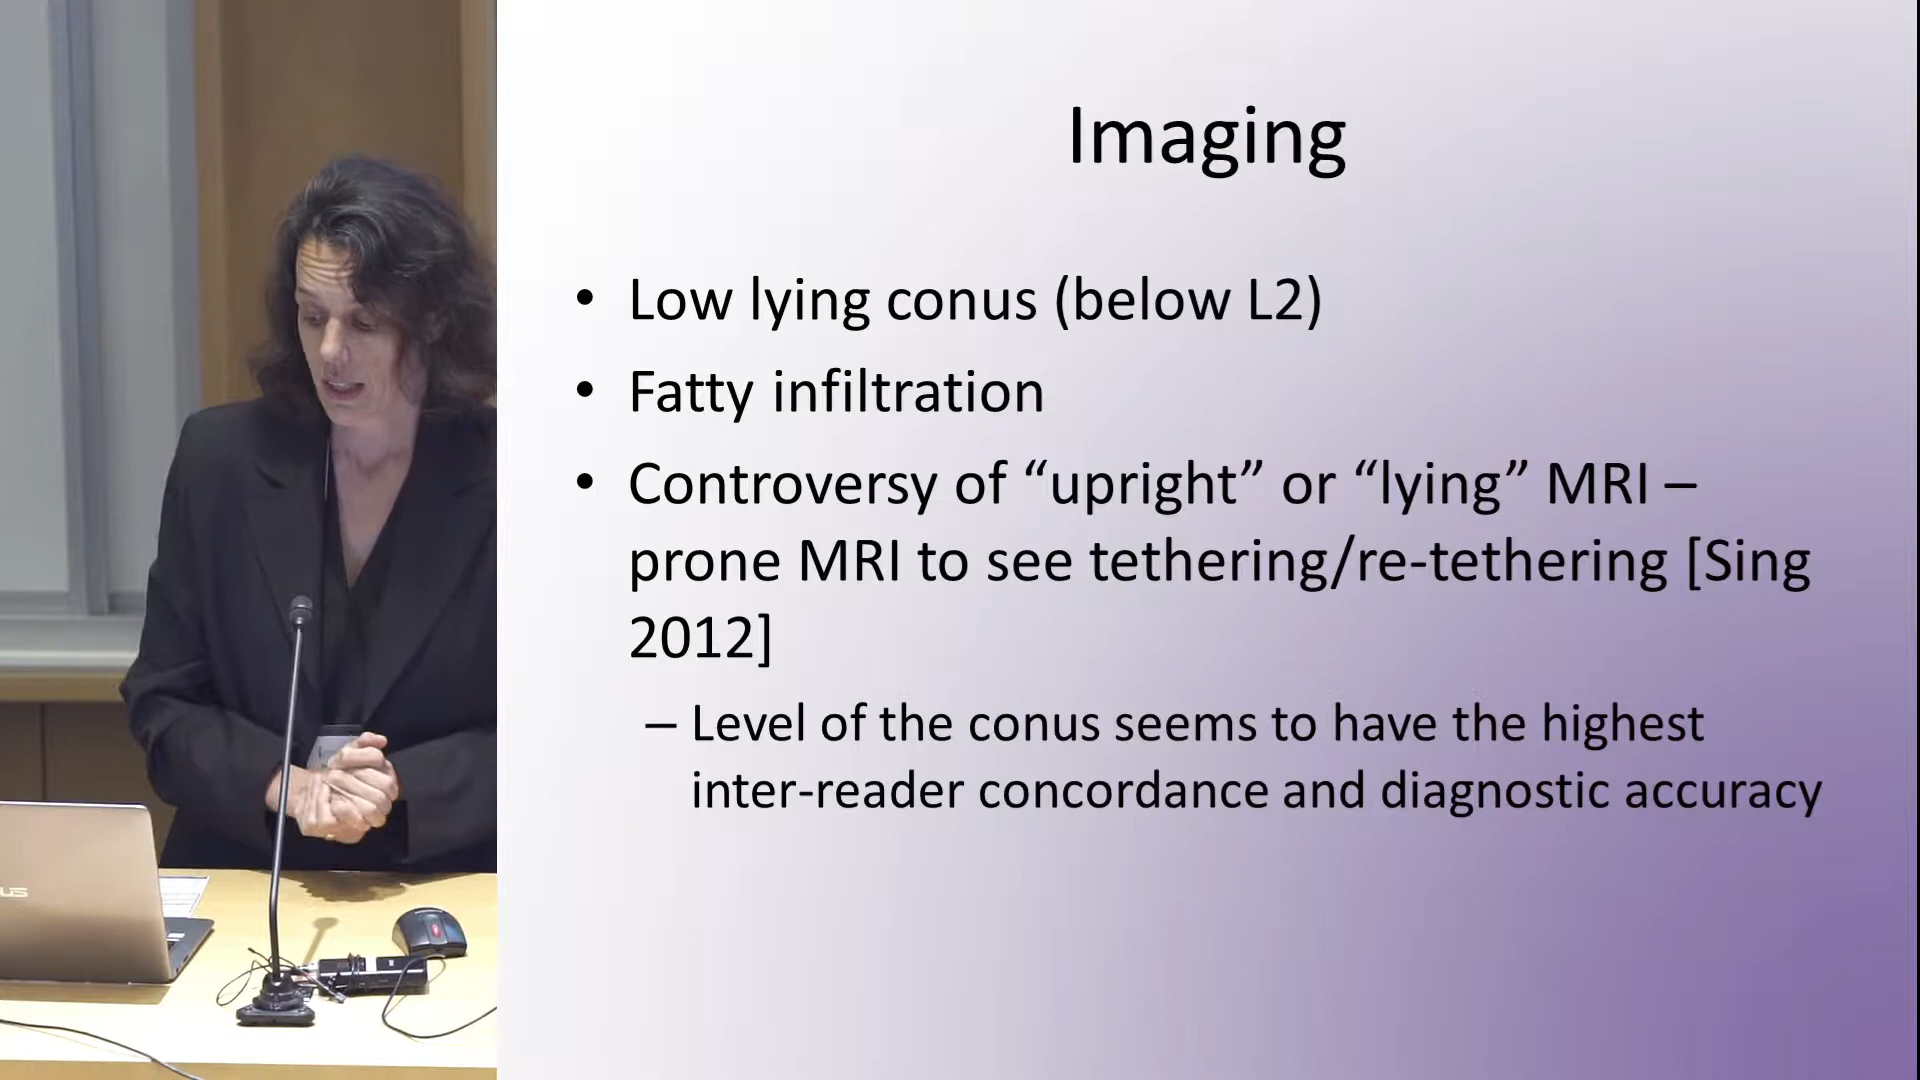 Imaging
• Low lying conus (below L2)
• Fatty infiltration
• Controversy of “upright” or “lying” MRI –
prone MRI to see tethering/re-tethering [Sing
2012]
– Level of the conus seems to have the highest
inter-reader concordance and diagnostic accuracy